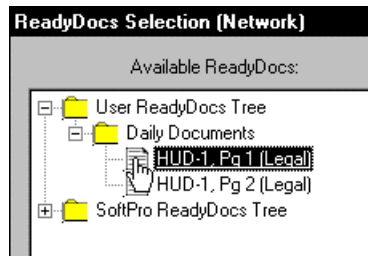 ReadyDocs Selection (Network)
Available ReadyDocs:
User ReadyDocs Tree
Daily Documents
HUD-1, Pg 1 (Legal)
HUD-1, Pg 2 (Legal)
SoftPro ReadyDocs Tree